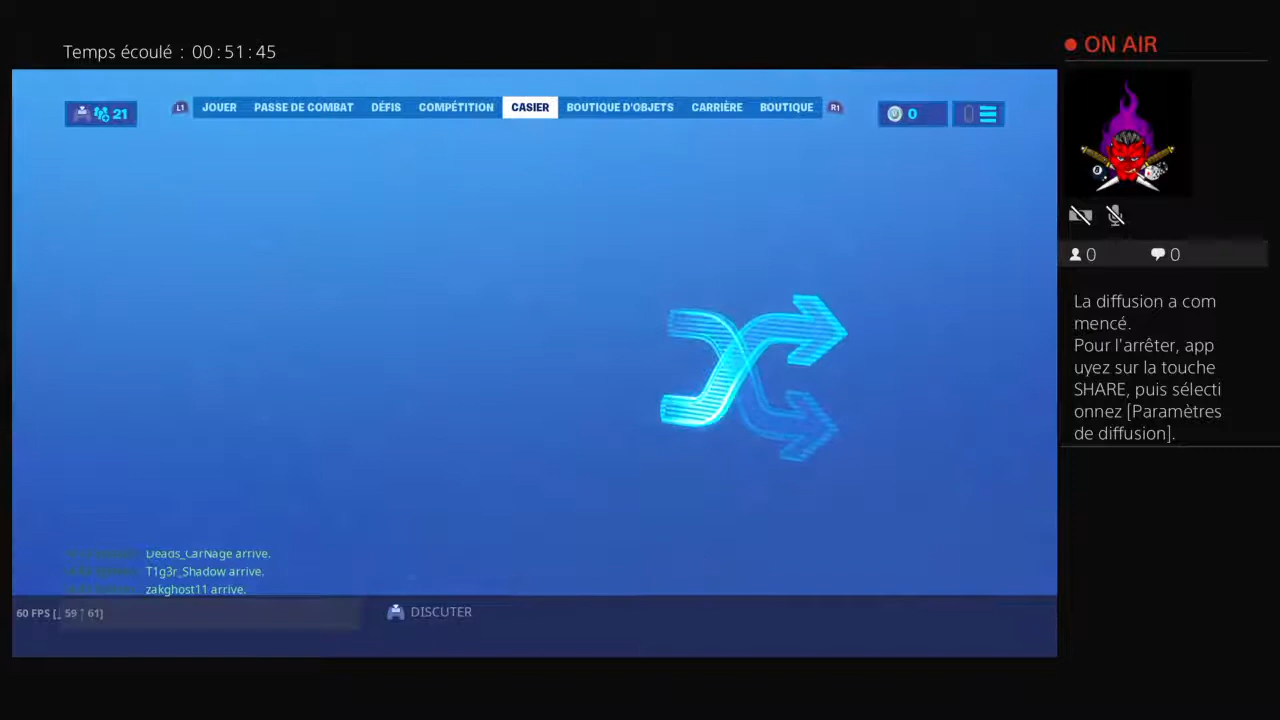 Temps écoulé : 00:51:45
ON AIR
21
L1
JOUER PASSE DE COMBAT DÉFIS COMPÉTITION CASIER BOUTIQUE D'OBJETS CARRIÈRE BOUTIQUE
R1
0
0 0
La diffusion a com
mencé.
Pour l'arrêter, app
uyez sur la touche
SHARE, puis sélecti
onnez [Paramètres
de diffusion].
Deads_CarNage arrive.
T1g3r_Shadow arrive.
zakghost11 arrive.
60 FPS [↓ 59 ↑ 61]
DISCUTER